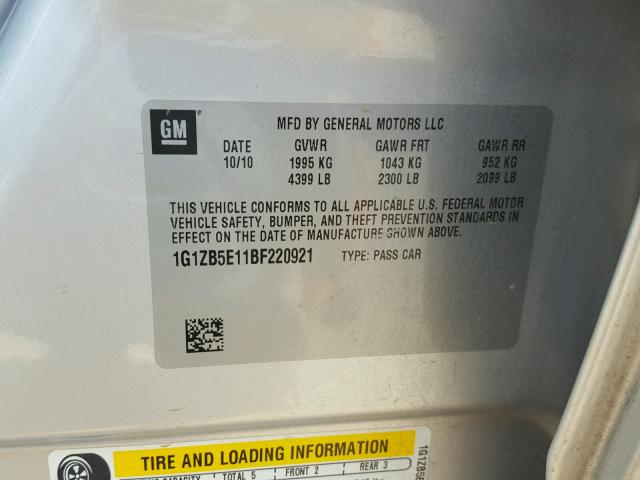 GM
MFD BY GENERAL MOTORS LLC
DATE GVWR GAWR FRT GAWR RR
10/10 1995 KG 1043 KG 952 KG
4399 LB 2300 LB 2099 LB
THIS VEHICLE CONFORMS TO ALL APPLICABLE U.S. FEDERAL MOTOR
VEHICLE SAFETY, BUMPER, AND THEFT PREVENTION STANDARDS IN
EFFECT ON THE DATE OF MANUFACTURE SHOWN ABOVE.
1G1ZB5E11BF220921 TYPE: PASS CAR
TIRE AND LOADING INFORMATION
CAPACITY TOTAL 5 FRONT 2 REAR 3
1G1ZB5E